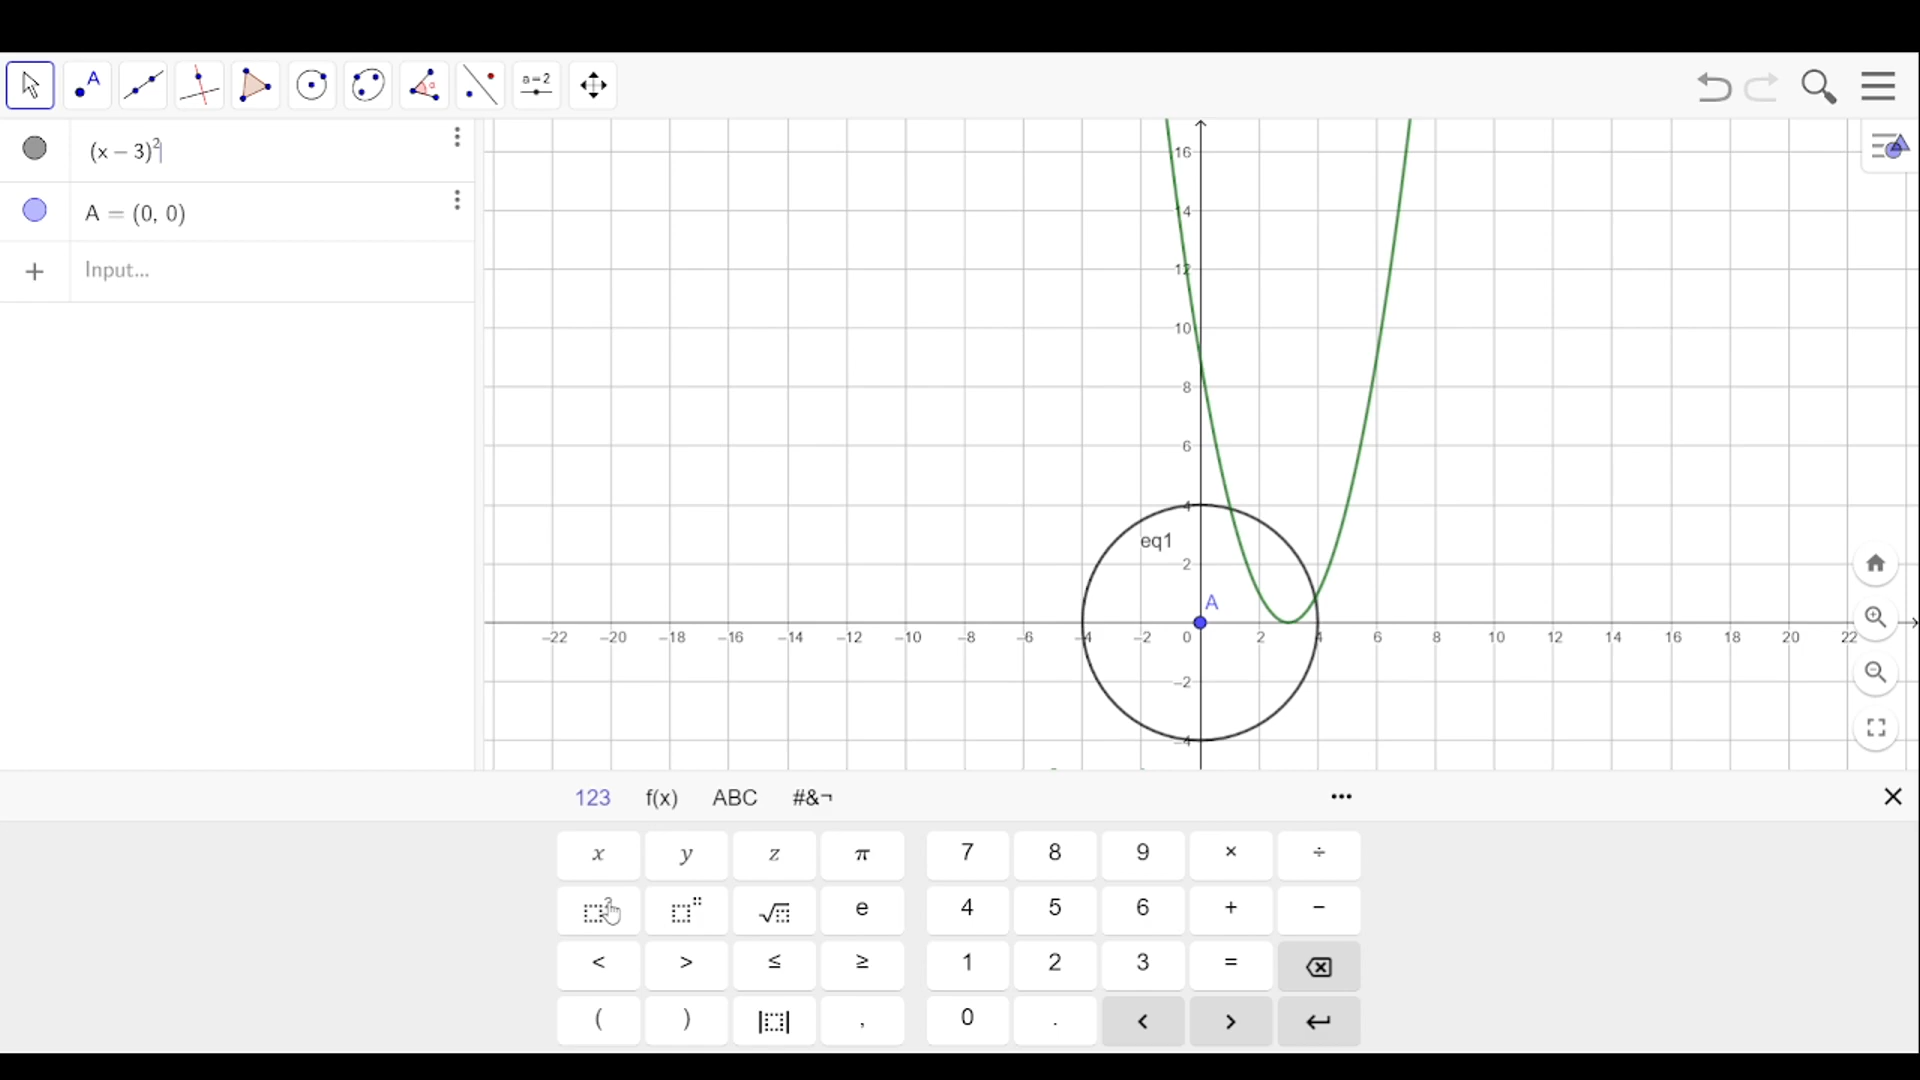 A
a=2
(x − 3)²
A = (0, 0)
+ Input...
16
14
12
10
8
6
4
2
−2
−4
−22 −20 −18 −16 −14 −12 −10 −8 −6 −4 −2 0 2 4 6 8 10 12 14 16 18 20 22
eq1
A
123 f(x) ABC #&¬ •••
x y z π 7 8 9 × ÷
√ e 4 5 6 + −
< > ≤ ≥ 1 2 3 =
( ) | | , 0 . < >